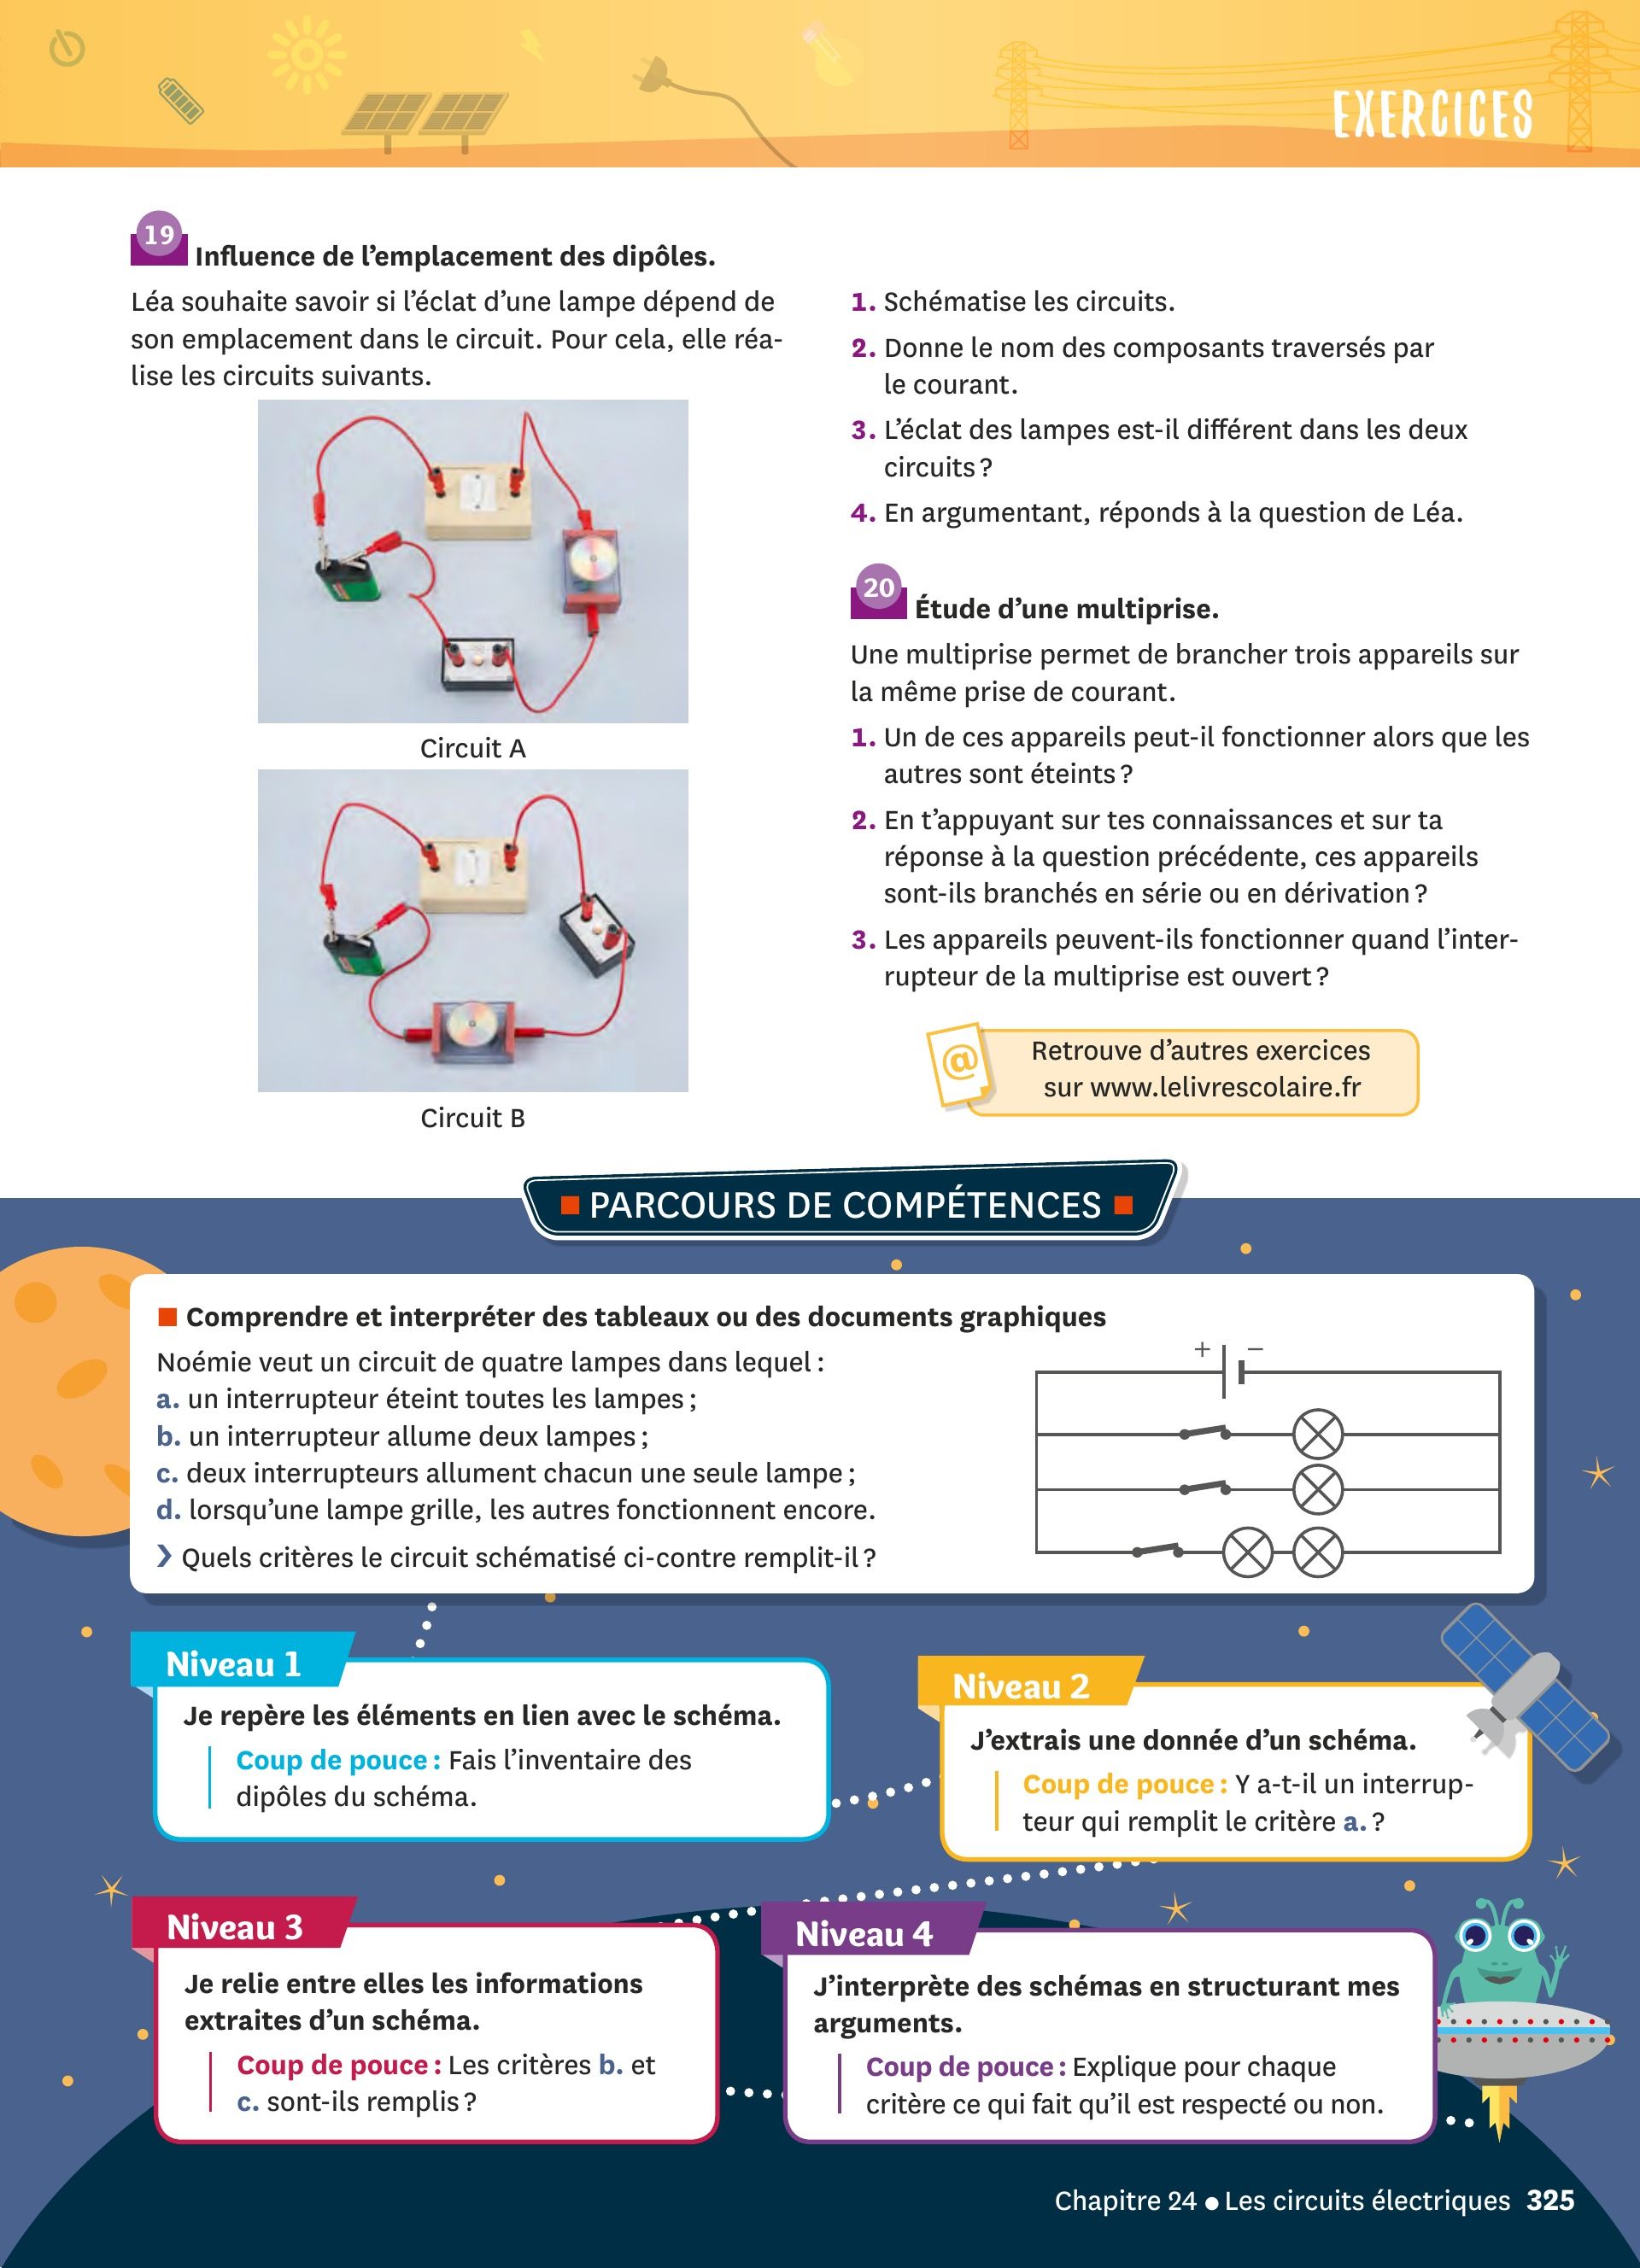 EXERCICES
19
Influence de l’emplacement des dipôles.
Léa souhaite savoir si l’éclat d’une lampe dépend de
son emplacement dans le circuit. Pour cela, elle réa-
lise les circuits suivants.
Circuit A
Circuit B
1. Schématise les circuits.
2. Donne le nom des composants traversés par
le courant.
3. L’éclat des lampes est-il différent dans les deux
circuits ?
4. En argumentant, réponds à la question de Léa.
20
Étude d’une multiprise.
Une multiprise permet de brancher trois appareils sur
la même prise de courant.
1. Un de ces appareils peut-il fonctionner alors que les
autres sont éteints ?
2. En t’appuyant sur tes connaissances et sur ta
réponse à la question précédente, ces appareils
sont-ils branchés en série ou en dérivation ?
3. Les appareils peuvent-ils fonctionner quand l’inter-
rupteur de la multiprise est ouvert ?
@
Retrouve d’autres exercices
sur www.lelivrescolaire.fr
PARCOURS DE COMPÉTENCES
Comprendre et interpréter des tableaux ou des documents graphiques
Noémie veut un circuit de quatre lampes dans lequel :
a. un interrupteur éteint toutes les lampes ;
b. un interrupteur allume deux lampes ;
c. deux interrupteurs allument chacun une seule lampe ;
d. lorsqu’une lampe grille, les autres fonctionnent encore.
Quels critères le circuit schématisé ci-contre remplit-il ?
+ −
Niveau 1
Je repère les éléments en lien avec le schéma.
Coup de pouce : Fais l’inventaire des
dipôles du schéma.
Niveau 2
J’extrais une donnée d’un schéma.
Coup de pouce : Y a-t-il un interrup-
teur qui remplit le critère a. ?
Niveau 3
Je relie entre elles les informations
extraites d’un schéma.
Coup de pouce : Les critères b. et
c. sont-ils remplis ?
Niveau 4
J’interprète des schémas en structurant mes
arguments.
Coup de pouce : Explique pour chaque
critère ce qui fait qu’il est respecté ou non.
Chapitre 24 ● Les circuits électriques 325